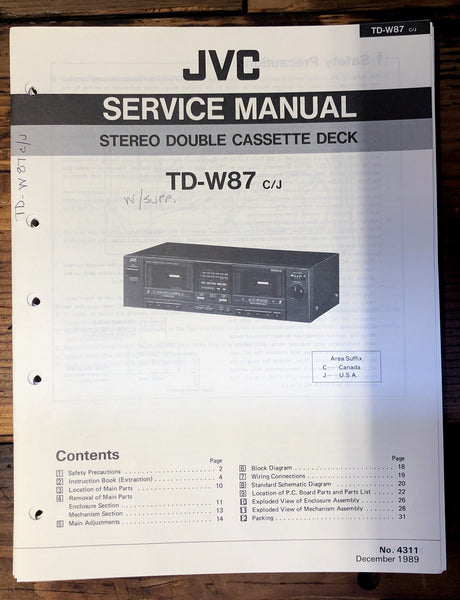 TD-W87 C/J
JVC
SERVICE MANUAL
STEREO DOUBLE CASSETTE DECK
TD-W87 C/J
W/SUPP.
TD-W87 C/J
JVC
Area Suffix
C ---- Canada
J ---- U.S.A.
Contents
Page
1 Safety Precautions 2
2 Instruction Book (Extraction) 4
3 Location of Main Parts 10
4 Removal of Main Parts
Enclosure Section 11
Mechanism Section 13
5 Main Adjustments 14
Page
6 Block Diagram 18
7 Wiring Connections 19
8 Standard Schematic Diagram 20
9 Location of P.C. Board Parts and Parts List 22
10 Exploded View of Enclosure Assembly 26
11 Exploded View of Mechanism Assembly 28
12 Packing 31
No. 4311
December 1989